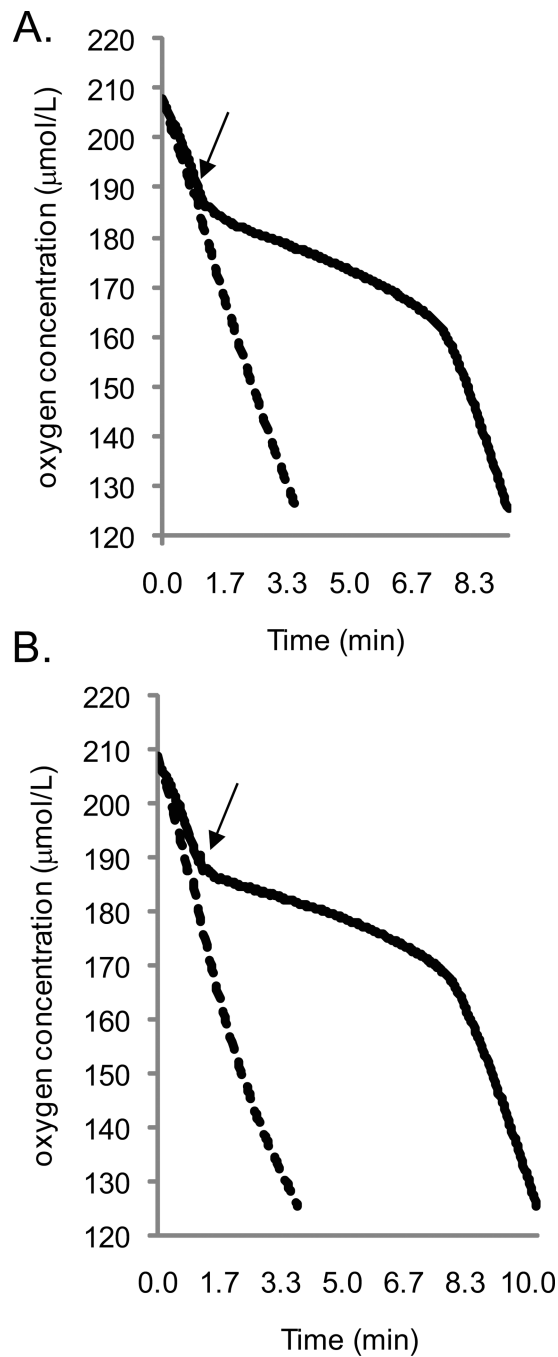 A.
220
210
200
190
180
170
160
150
140
130
120
oxygen concentration (μmol/L)
0.0 1.7 3.3 5.0 6.7 8.3
Time (min)
B.
220
210
200
190
180
170
160
150
140
130
120
oxygen concentration (μmol/L)
0.0 1.7 3.3 5.0 6.7 8.3 10.0
Time (min)